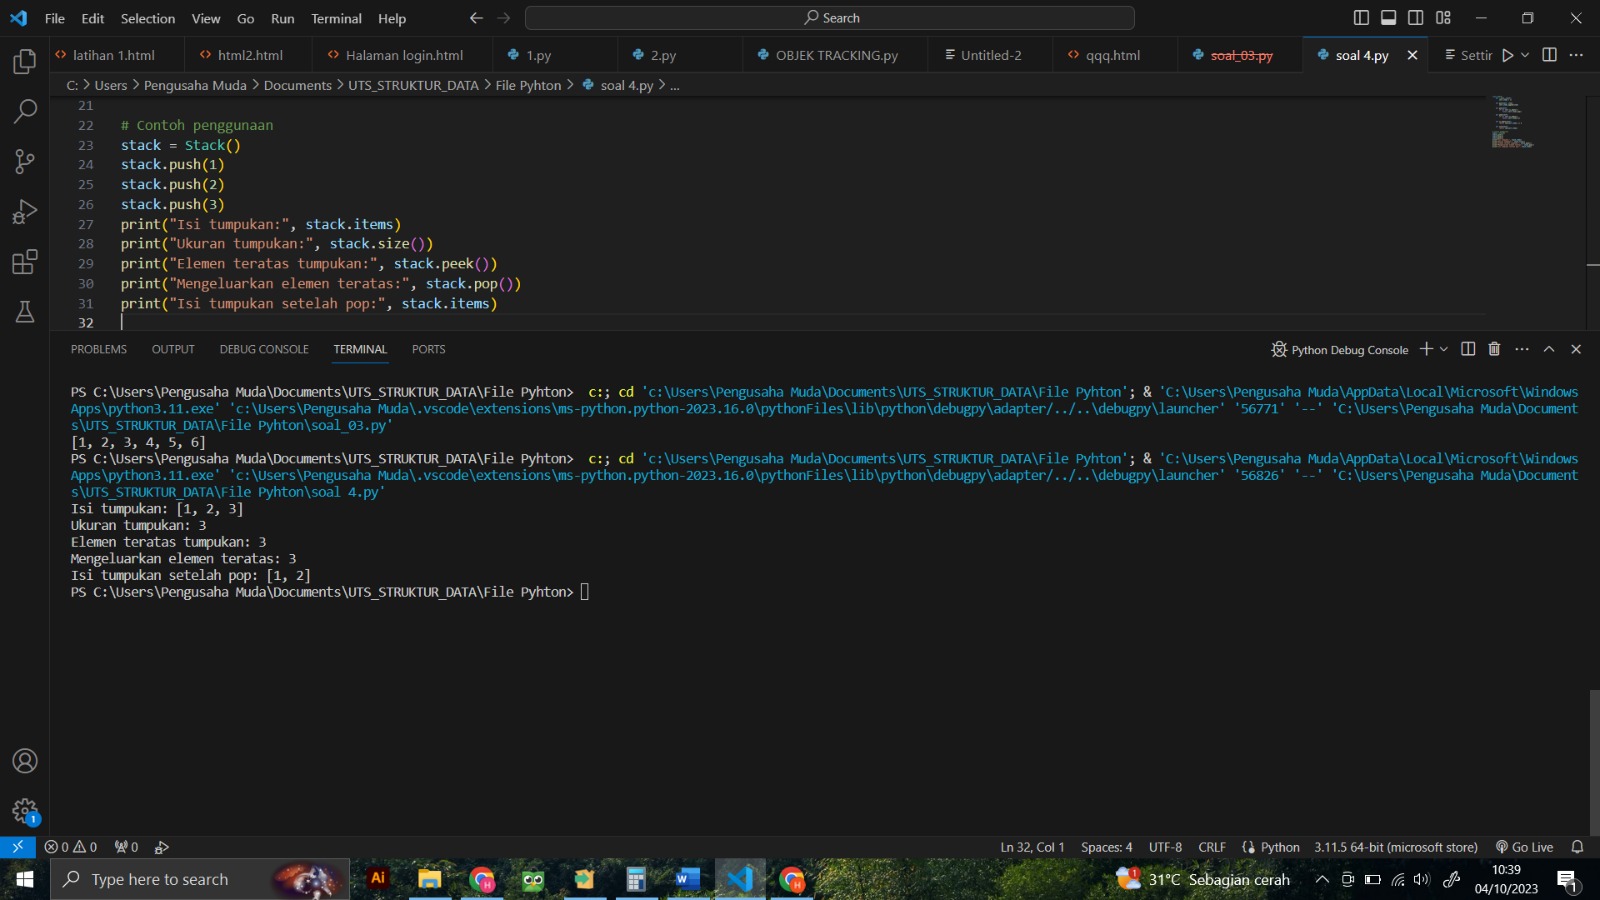 File Edit Selection View Go Run Terminal Help Search
latihan 1.html html2.html Halaman login.html 1.py 2.py OBJEK TRACKING.py Untitled-2 qqq.html soal_03.py soal 4.py Settir
C: > Users > Pengusaha Muda > Documents > UTS_STRUKTUR_DATA > File Pyhton > soal 4.py > ...
21
22 # Contoh penggunaan
23 stack = Stack()
24 stack.push(1)
25 stack.push(2)
26 stack.push(3)
27 print("Isi tumpukan:", stack.items)
28 print("Ukuran tumpukan:", stack.size())
29 print("Elemen teratas tumpukan:", stack.peek())
30 print("Mengeluarkan elemen teratas:", stack.pop())
31 print("Isi tumpukan setelah pop:", stack.items)
32
PROBLEMS OUTPUT DEBUG CONSOLE TERMINAL PORTS Python Debug Console
PS C:\Users\Pengusaha Muda\Documents\UTS_STRUKTUR_DATA\File Pyhton>  c:; cd 'c:\Users\Pengusaha Muda\Documents\UTS_STRUKTUR_DATA\File Pyhton'; & 'C:\Users\Pengusaha Muda\AppData\Local\Microsoft\Windows
Apps\python3.11.exe' 'c:\Users\Pengusaha Muda\.vscode\extensions\ms-python.python-2023.16.0\pythonFiles\lib\python\debugpy\adapter/../..\debugpy\launcher' '56771' '--' 'C:\Users\Pengusaha Muda\Document
s\UTS_STRUKTUR_DATA\File Pyhton\soal_03.py'
[1, 2, 3, 4, 5, 6]
PS C:\Users\Pengusaha Muda\Documents\UTS_STRUKTUR_DATA\File Pyhton>  c:; cd 'c:\Users\Pengusaha Muda\Documents\UTS_STRUKTUR_DATA\File Pyhton'; & 'C:\Users\Pengusaha Muda\AppData\Local\Microsoft\Windows
Apps\python3.11.exe' 'c:\Users\Pengusaha Muda\.vscode\extensions\ms-python.python-2023.16.0\pythonFiles\lib\python\debugpy\adapter/../..\debugpy\launcher' '56826' '--' 'C:\Users\Pengusaha Muda\Document
s\UTS_STRUKTUR_DATA\File Pyhton\soal 4.py'
Isi tumpukan: [1, 2, 3]
Ukuran tumpukan: 3
Elemen teratas tumpukan: 3
Mengeluarkan elemen teratas: 3
Isi tumpukan setelah pop: [1, 2]
PS C:\Users\Pengusaha Muda\Documents\UTS_STRUKTUR_DATA\File Pyhton>
1
0 0 0 Ln 32, Col 1 Spaces: 4 UTF-8 CRLF Python 3.11.5 64-bit (microsoft store) Go Live
Type here to search Ai 1 31°C Sebagian cerah 10:39
04/10/2023 1